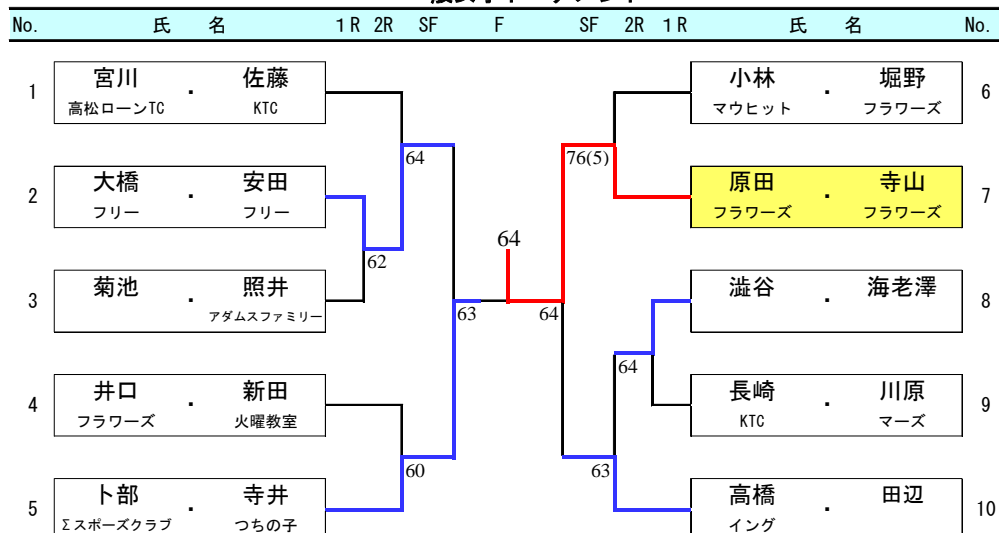 No. 氏 名 1R 2R SF F SF 2R 1R 氏 名 No.
1 宮川 ・ 佐藤
高松ローンTC KTC
小林 ・ 堀野 6
マウヒット フラワーズ
64
76(5)
2 大橋 ・ 安田
フリー フリー
原田 ・ 寺山 7
フラワーズ フラワーズ
64
62
3 菊池 ・ 照井
アダムスファミリー
澁谷 ・ 海老澤 8
63
64
64
4 井口 ・ 新田
フラワーズ 火曜教室
長崎 ・ 川原 9
KTC マーズ
60
63
5 卜部 ・ 寺井
Σスポーズクラブ つちの子
高橋 ・ 田辺 10
イング